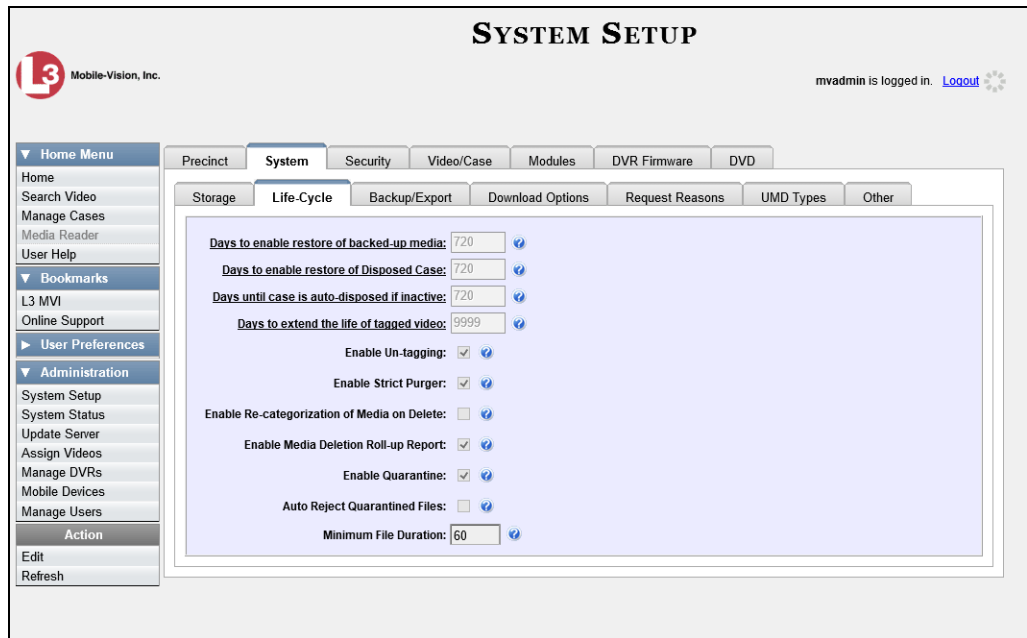 SYSTEM SETUP
L3 Mobile-Vision, Inc.
mvadmin is logged in. Logout
▼ Home Menu
Home
Search Video
Manage Cases
Media Reader
User Help
▼ Bookmarks
L3 MVI
Online Support
▶ User Preferences
▼ Administration
System Setup
System Status
Update Server
Assign Videos
Manage DVRs
Mobile Devices
Manage Users
Action
Edit
Refresh
Precinct System Security Video/Case Modules DVR Firmware DVD
Storage Life-Cycle Backup/Export Download Options Request Reasons UMD Types Other
Days to enable restore of backed-up media: 720 ?
Days to enable restore of Disposed Case: 720 ?
Days until case is auto-disposed if inactive: 720 ?
Days to extend the life of tagged video: 9999 ?
Enable Un-tagging: ?
Enable Strict Purger: ?
Enable Re-categorization of Media on Delete: ?
Enable Media Deletion Roll-up Report: ?
Enable Quarantine: ?
Auto Reject Quarantined Files: ?
Minimum File Duration: 60 ?